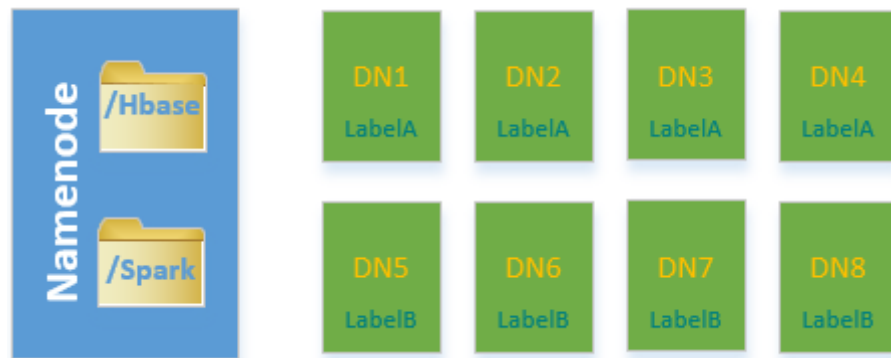 Namenode
/Hbase
/Spark
DN1
LabelA
DN2
LabelA
DN3
LabelA
DN4
LabelA
DN5
LabelB
DN6
LabelB
DN7
LabelB
DN8
LabelB